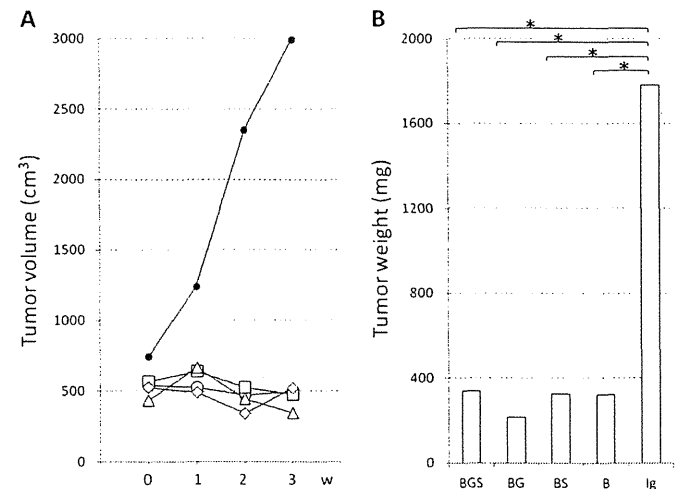 A
Tumor volume (cm³)
3000
2500
2000
1500
1000
500
0
0 1 2 3 w
B
Tumor weight (mg)
2000
1600
1200
800
400
0
*
*
*
*
BGS BG BS B Ig